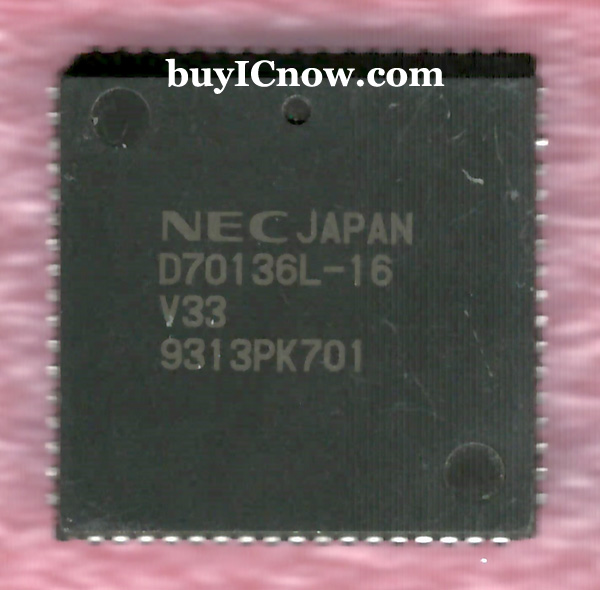 buyICnow.com
NEC JAPAN
D70136L-16
V33
9313PK701